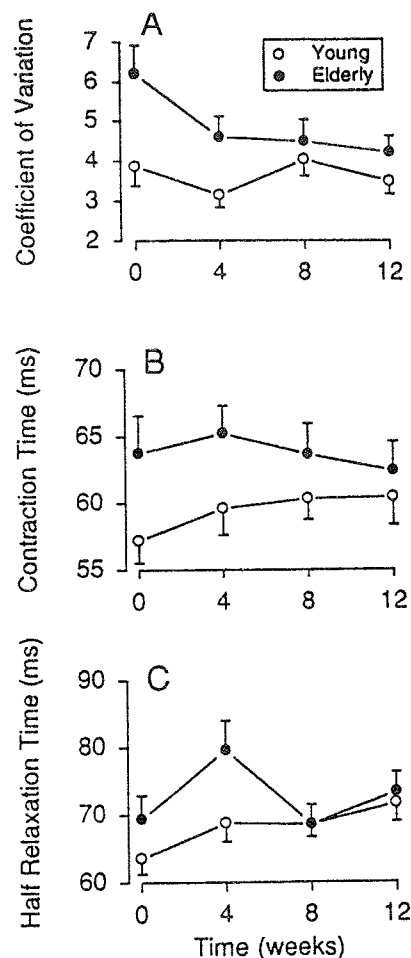 A
Coefficient of Variation
7
6
5
4
3
2
Young
Elderly
0 4 8 12
B
Contraction Time (ms)
70
65
60
55
0 4 8 12
C
Half Relaxation Time (ms)
90
80
70
60
0 4 8 12
Time (weeks)